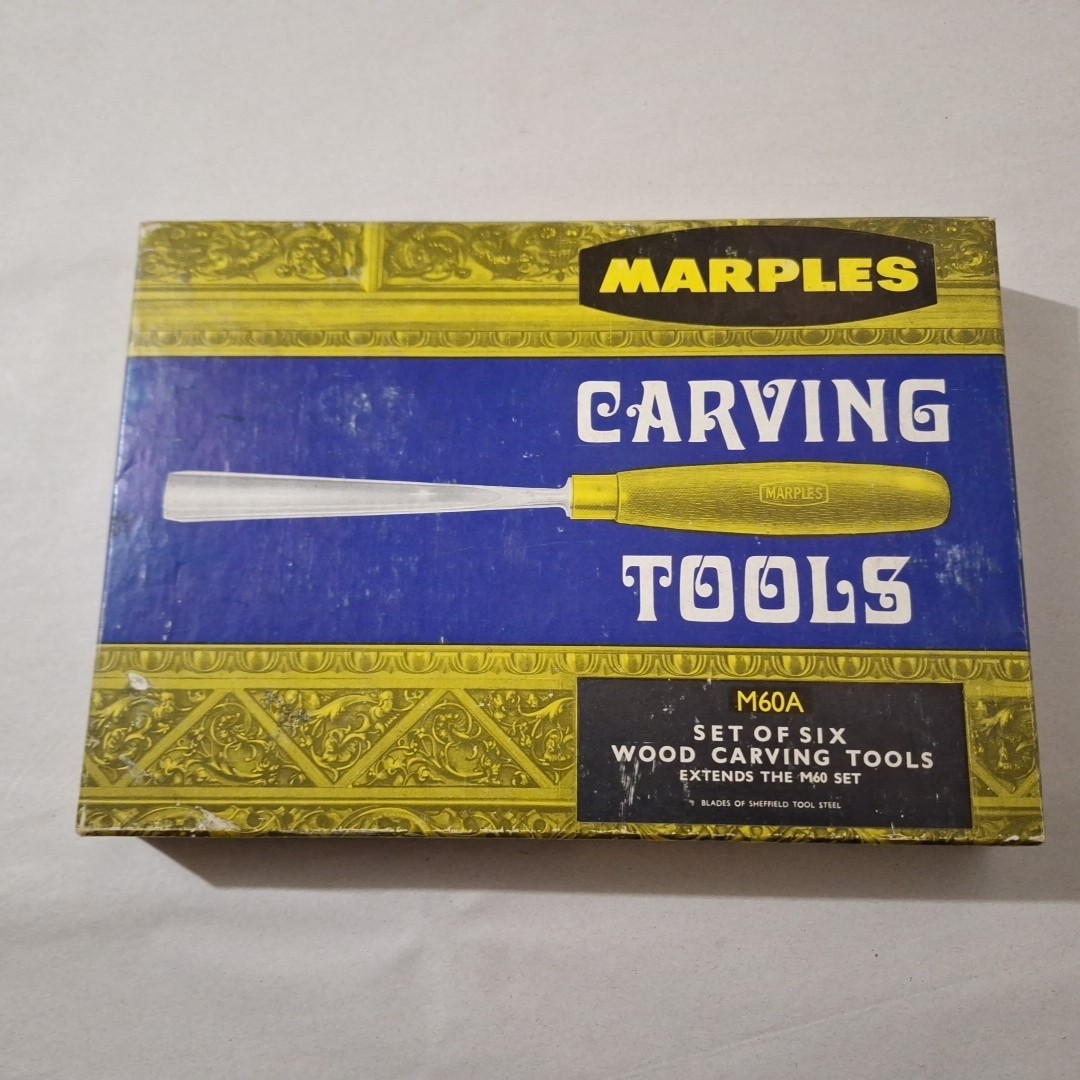 MARPLES
CARVING
MARPLES
TOOLS
M60A
SET OF SIX
WOOD CARVING TOOLS
EXTENDS THE M60 SET
BLADES OF SHEFFIELD TOOL STEEL